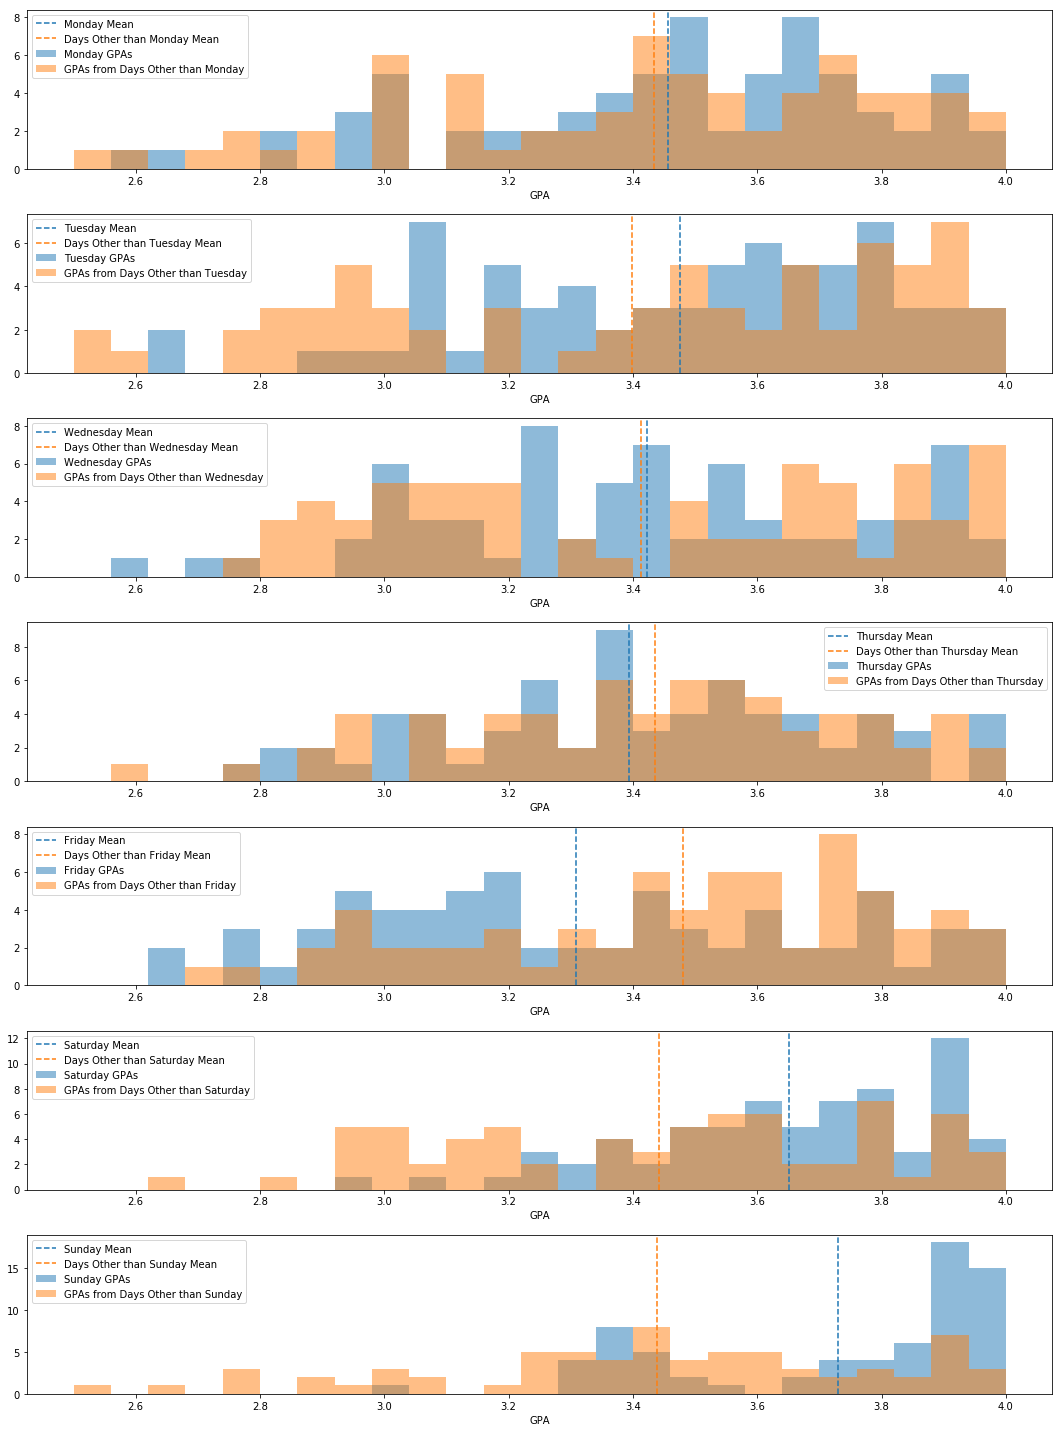 Monday Mean
Days Other than Monday Mean
Monday GPAs
GPAs from Days Other than Monday
8
6
4
2
0
2.6 2.8 3.0 3.2 3.4 3.6 3.8 4.0
GPA
Tuesday Mean
Days Other than Tuesday Mean
Tuesday GPAs
GPAs from Days Other than Tuesday
6
4
2
0
2.6 2.8 3.0 3.2 3.4 3.6 3.8 4.0
GPA
Wednesday Mean
Days Other than Wednesday Mean
Wednesday GPAs
GPAs from Days Other than Wednesday
8
6
4
2
0
2.6 2.8 3.0 3.2 3.4 3.6 3.8 4.0
GPA
Thursday Mean
Days Other than Thursday Mean
Thursday GPAs
GPAs from Days Other than Thursday
8
6
4
2
0
2.6 2.8 3.0 3.2 3.4 3.6 3.8 4.0
GPA
Friday Mean
Days Other than Friday Mean
Friday GPAs
GPAs from Days Other than Friday
8
6
4
2
0
2.6 2.8 3.0 3.2 3.4 3.6 3.8 4.0
GPA
Saturday Mean
Days Other than Saturday Mean
Saturday GPAs
GPAs from Days Other than Saturday
12
10
8
6
4
2
0
2.6 2.8 3.0 3.2 3.4 3.6 3.8 4.0
GPA
Sunday Mean
Days Other than Sunday Mean
Sunday GPAs
GPAs from Days Other than Sunday
15
10
5
0
2.6 2.8 3.0 3.2 3.4 3.6 3.8 4.0
GPA